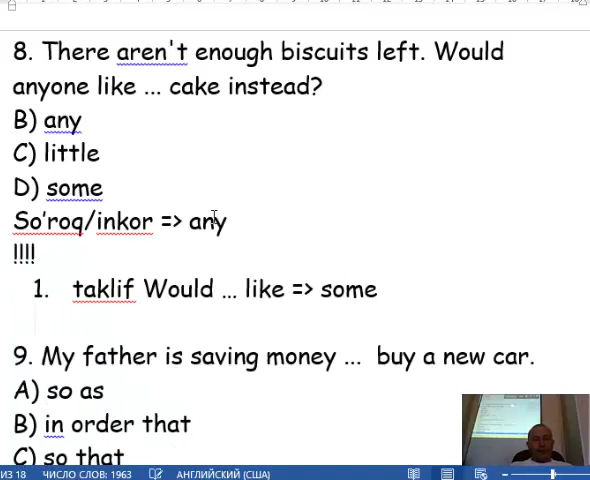 8. There aren't enough biscuits left. Would
anyone like ... cake instead?
B) any
C) little
D) some
So'roq/inkor => any
!!!!
1. taklif Would ... like => some
9. My father is saving money ... buy a new car.
A) so as
B) in order that
C) so that
ИЗ 18 ЧИСЛО СЛОВ: 1963 АНГЛИЙСКИЙ (США)